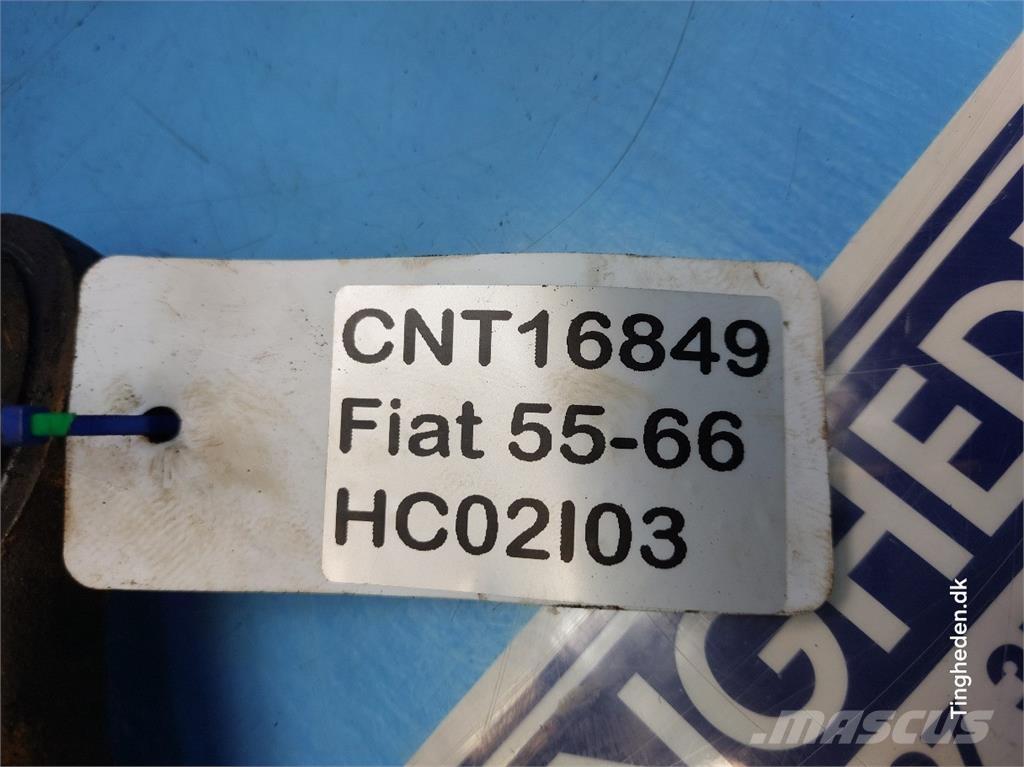 CNT16849
Fiat 55-66
HC02I03
Tingheden.dk
MASCUS